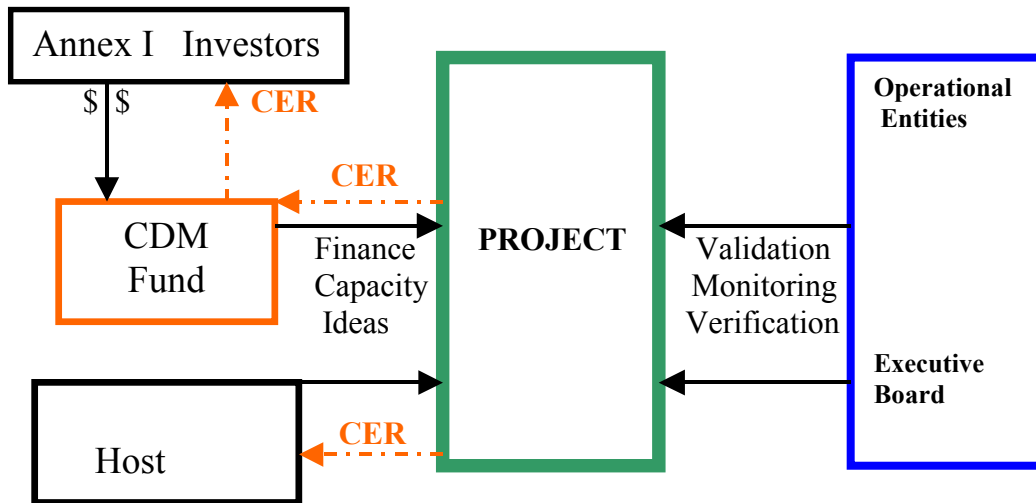 Annex I Investors
$ $
CER
CDM
Fund
CER
Finance
Capacity
Ideas
PROJECT
Validation
Monitoring
Verification
Operational
Entities
Executive
Board
Host
CER